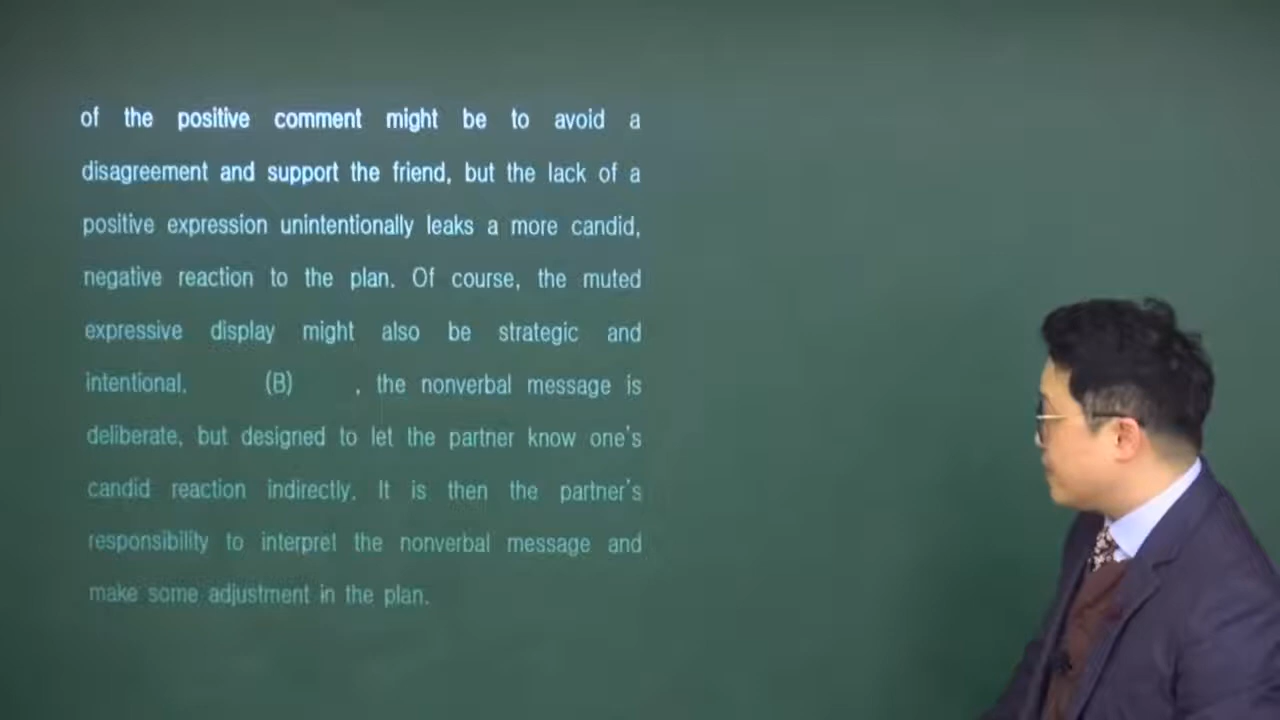 of the positive comment might be to avoid a
disagreement and support the friend, but the lack of a
positive expression unintentionally leaks a more candid,
negative reaction to the plan. Of course, the muted
expressive display might also be strategic and
intentional. (B) , the nonverbal message is
deliberate, but designed to let the partner know one's
candid reaction indirectly. It is then the partner's
responsibility to interpret the nonverbal message and
make some adjustment in the plan.